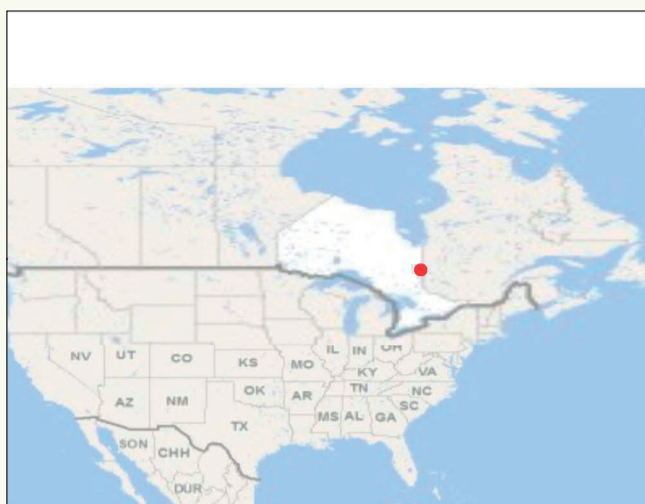 IL IN OH
NV UT CO KS MO KY VA
OK TN NC
AZ NM AR SC
TX MS AL GA
SON
CHH
DUR